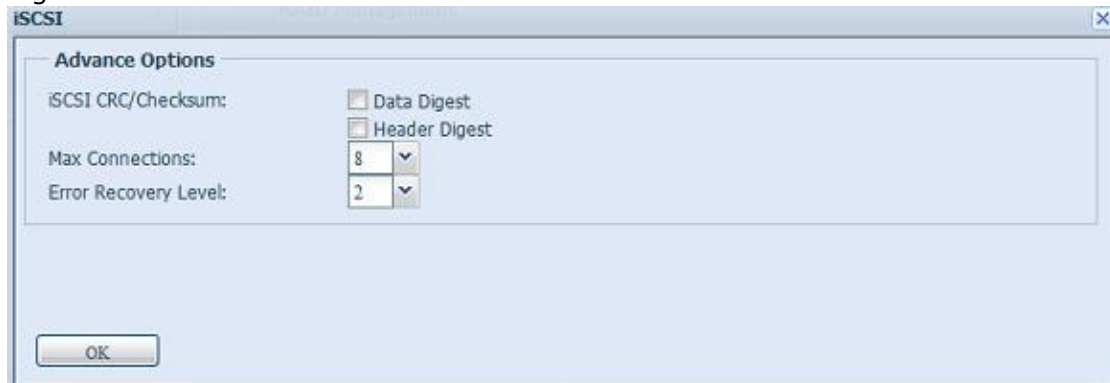 iSCSI
Advance Options
iSCSI CRC/Checksum:
Data Digest
Header Digest
Max Connections: 8
Error Recovery Level: 2
OK